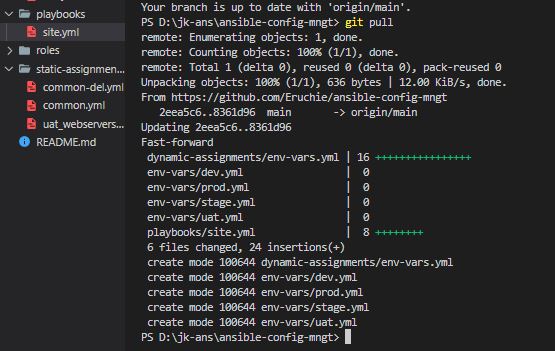 playbooks
site.yml
roles
static-assignmen...
common-del.yml
common.yml
uat_webservers...
README.md
Your branch is up to date with 'origin/main'.
PS D:\jk-ans\ansible-config-mngt> git pull
remote: Enumerating objects: 1, done.
remote: Counting objects: 100% (1/1), done.
remote: Total 1 (delta 0), reused 0 (delta 0), pack-reused 0
Unpacking objects: 100% (1/1), 636 bytes | 12.00 KiB/s, done.
From https://github.com/Eruchie/ansible-config-mngt
2eea5c6..8361d96 main -> origin/main
Updating 2eea5c6..8361d96
Fast-forward
dynamic-assignments/env-vars.yml | 16 ++++++++++++++++
env-vars/dev.yml | 0
env-vars/prod.yml | 0
env-vars/stage.yml | 0
env-vars/uat.yml | 0
playbooks/site.yml | 8 ++++++++
6 files changed, 24 insertions(+)
create mode 100644 dynamic-assignments/env-vars.yml
create mode 100644 env-vars/dev.yml
create mode 100644 env-vars/prod.yml
create mode 100644 env-vars/stage.yml
create mode 100644 env-vars/uat.yml
PS D:\jk-ans\ansible-config-mngt>